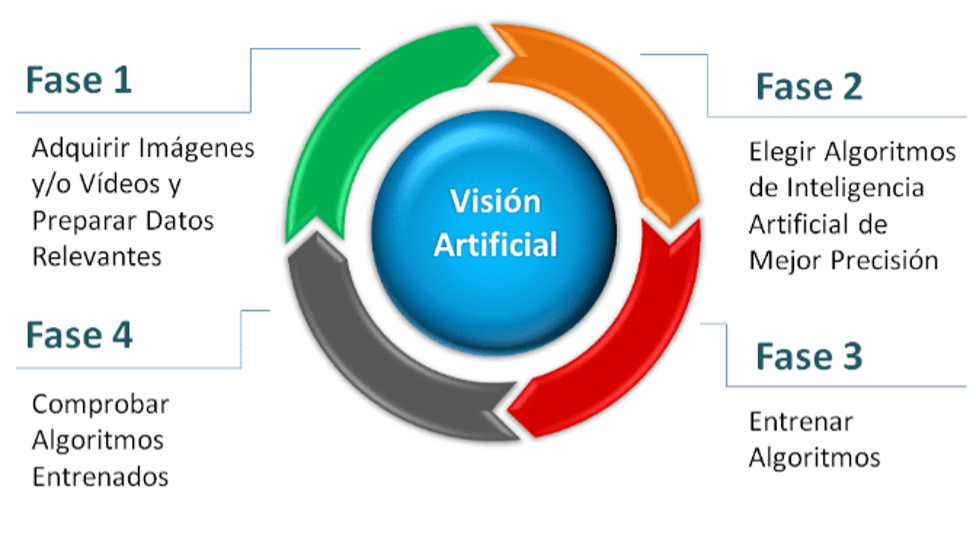 Fase 1
Adquirir Imágenes
y/o Vídeos y
Preparar Datos
Relevantes
Fase 2
Elegir Algoritmos
de Inteligencia
Artificial de
Mejor Precisión
Visión
Artificial
Fase 3
Entrenar
Algoritmos
Fase 4
Comprobar
Algoritmos
Entrenados